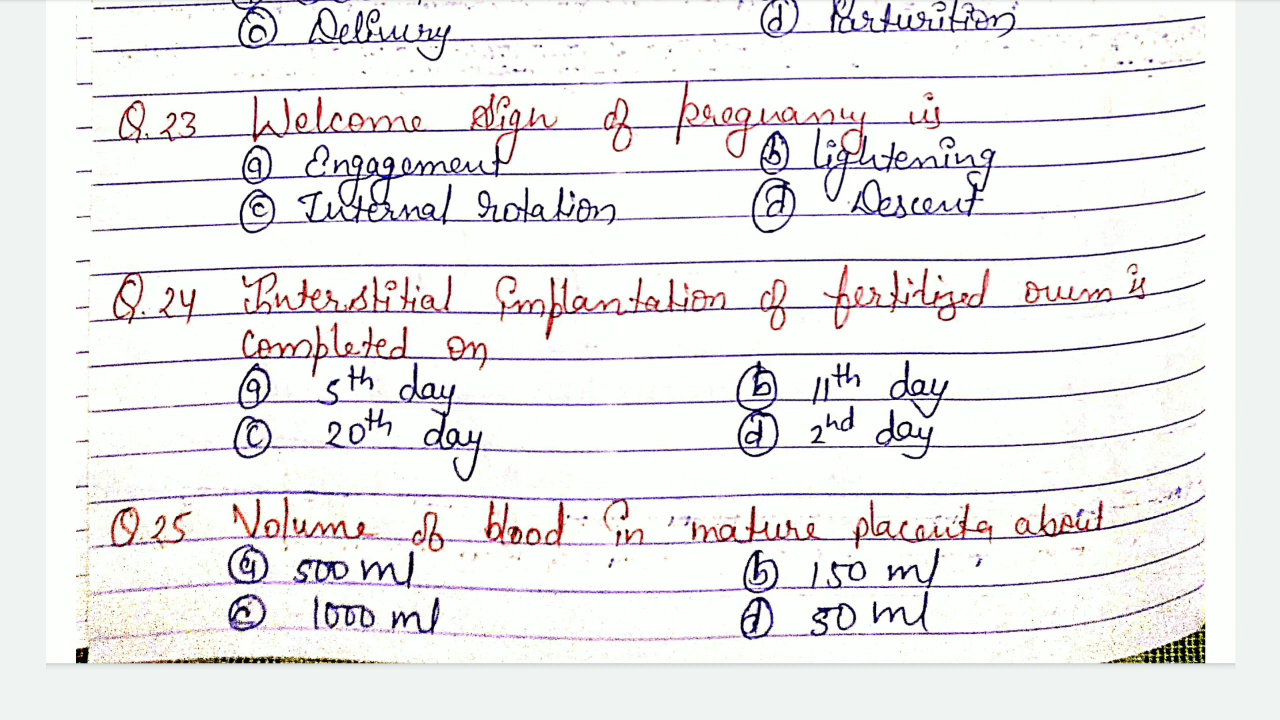 ⓒ Delivery ⓓ Parturition
Q.23 Welcome sign of pregnancy is
ⓐ Engagement ⓑ lightening
ⓒ Internal rotation ⓓ Descent
Q.24 Interstitial implantation of fertilized ovum is
completed on
ⓐ 5th day ⓑ 11th day
ⓒ 20th day ⓓ 2nd day
Q.25 Volume of blood in mature placenta about
ⓐ 500 ml ⓑ 150 ml
ⓒ 1000 ml ⓓ 50 ml